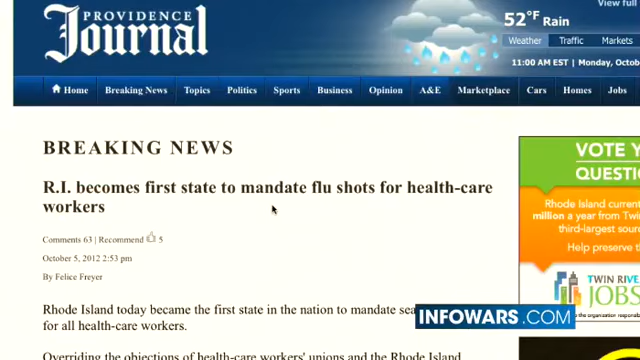 PROVIDENCE
Journal
View full
52°F Rain
Weather Traffic Markets
11:00 AM EST | Monday, Octob
Home Breaking News Topics Politics Sports Business Opinion A&E Marketplace Cars Homes Jobs
BREAKING NEWS
R.I. becomes first state to mandate flu shots for health-care
workers
Comments 63 | Recommend 5
October 5, 2012 2:53 pm
By Felice Freyer
Rhode Island today became the first state in the nation to mandate sea
for all health-care workers.
Overriding the objections of health-care workers' unions and the Rhode Island
VOTE Y
QUESTIO
Rhode Island current
million a year from Twin
third-largest sour
Help preserve th
TWIN RIVE
JOBS
INFOWARS.COM